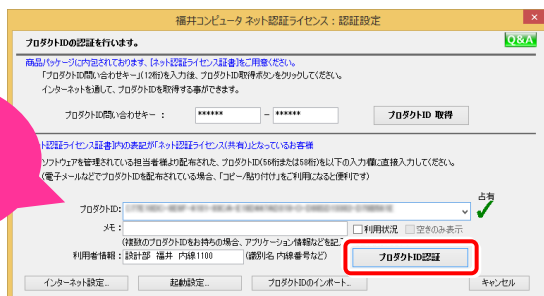 福井コンピュータ ネット認証ライセンス：認証設定
プロダクトIDの認証を行います。
Q&A
商品パッケージに内包されております、[ネット認証ライセンス証書]をご用意ください。
「プロダクトID問い合わせキー」(12桁)を入力後、プロダクトID取得ボタンをクリックしてください。
インターネットを通して、プロダクトIDを取得する事ができます。
プロダクトID問い合わせキー： ****** - ****** プロダクトID 取得
ト認証ライセンス証書]内の表記が「ネット認証ライセンス(共有)」となっているお客様
ソフトウェアを管理されている担当者様より配布された、プロダクトID(56桁または58桁)を以下の入力欄に直接入力してください。
(電子メールなどでプロダクトIDを配布されている場合、「コピー/貼り付け」をご利用になると便利です)
占有
プロダクトID：
メモ： 利用状況 空きのみ表示
(複数のプロダクトIDをお持ちの場合、アプリケーション情報などを記
利用者情報： 設計部 福井 内線1100 (識別名 内線番号など) プロダクトID認証
インターネット設定... 起動設定... プロダクトIDのインポート... キャンセル